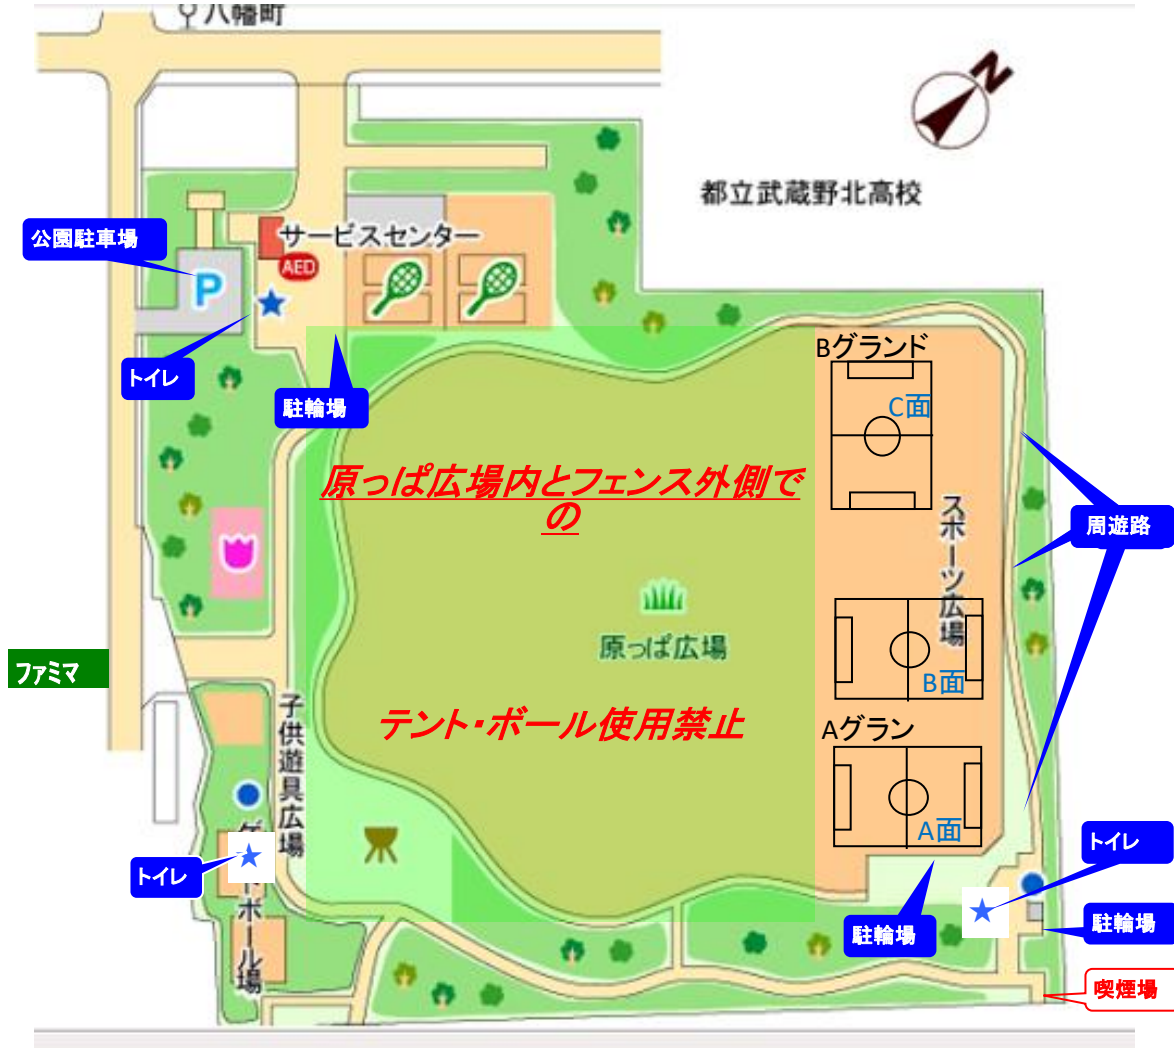 八幡町
N
都立武蔵野北高校
公園駐車場
サービスセンター
AED
P
トイレ
駐輪場
Bグランド
C面
原っぱ広場内とフェンス外側で
の
スポーツ広場
周遊路
原っぱ広場
ファミマ
B面
子供遊具広場
テント・ボール使用禁止
Aグラン
A面
トイレ
トイレ
ボール場
駐輪場
駐輪場
喫煙場